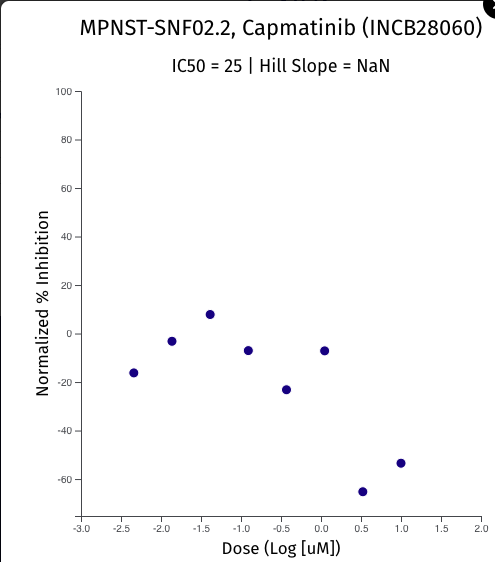 MPNST-SNF02.2, Capmatinib (INCB28060)
IC50 = 25 | Hill Slope = NaN
100
80
60
40
20
0
-20
-40
-60
Normalized % Inhibition
-3.0 -2.5 -2.0 -1.5 -1.0 -0.5 0.0 0.5 1.0 1.5 2.0
Dose (Log [uM])